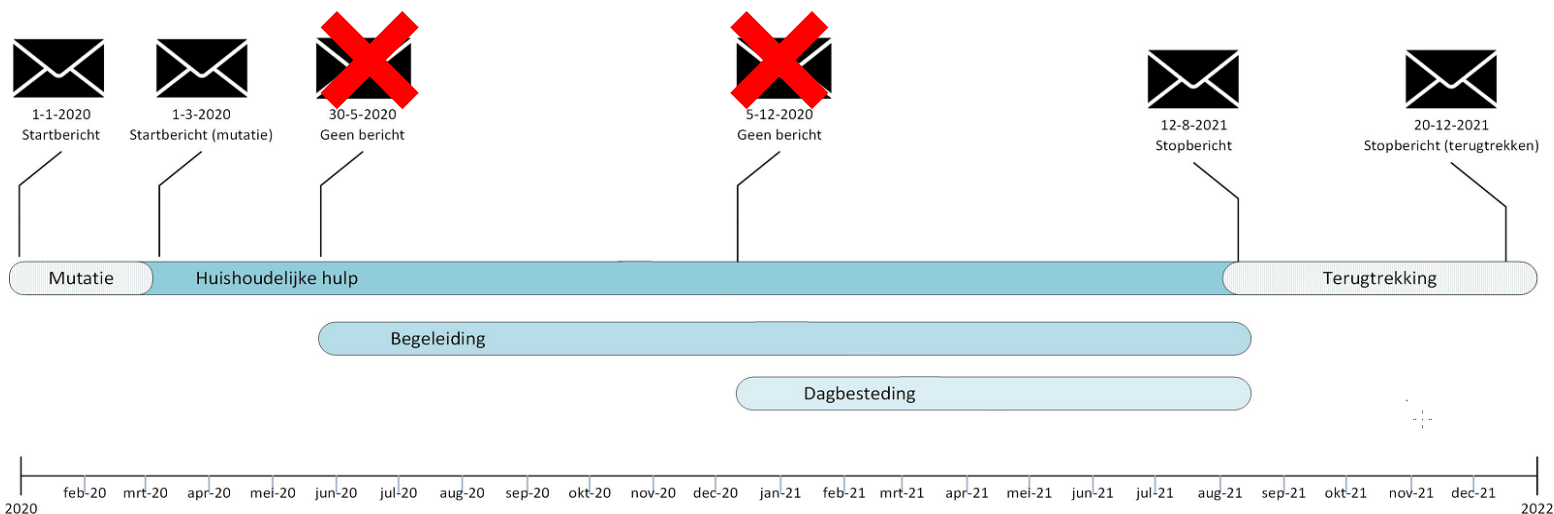 1-1-2020
Startbericht
1-3-2020
Startbericht (mutatie)
30-5-2020
Geen bericht
5-12-2020
Geen bericht
12-8-2021
Stopbericht
20-12-2021
Stopbericht (terugtrekken)
Mutatie
Huishoudelijke hulp
Terugtrekking
Begeleiding
Dagbesteding
feb-20 mrt-20 apr-20 mei-20 jun-20 jul-20 aug-20 sep-20 okt-20 nov-20 dec-20 jan-21 feb-21 mrt-21 apr-21 mei-21 jun-21 jul-21 aug-21 sep-21 okt-21 nov-21 dec-21
2020 2022